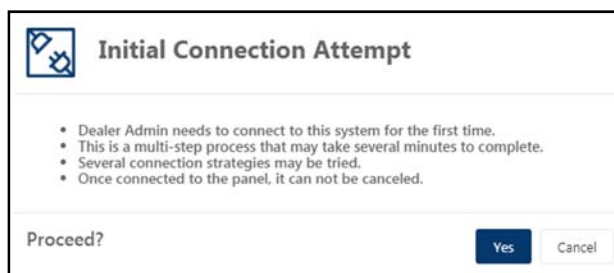 Initial Connection Attempt
• Dealer Admin needs to connect to this system for the first time.
• This is a multi-step process that may take several minutes to complete.
• Several connection strategies may be tried.
• Once connected to the panel, it can not be canceled.
Proceed?
Yes
Cancel